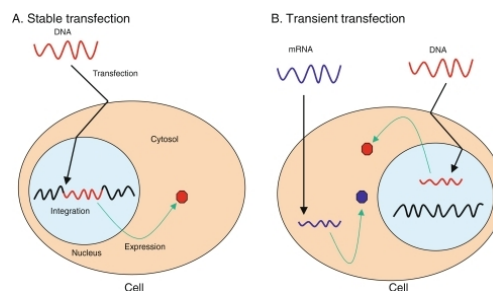 A. Stable transfection
DNA
Transfection
Cytosol
Integration
Expression
Nucleus
Cell
B. Transient transfection
mRNA
DNA
Cell